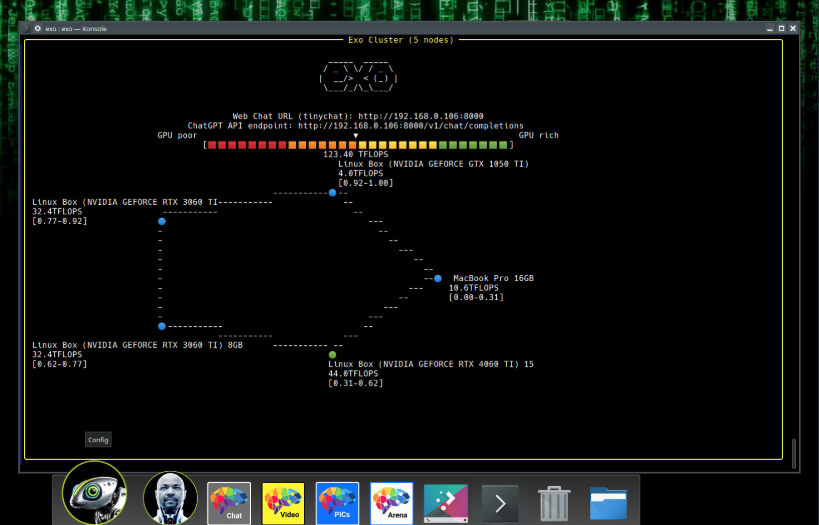 exo : exo — Konsole
Exo Cluster (5 nodes)
Web Chat URL (tinychat): http://192.168.0.106:8000
ChatGPT API endpoint: http://192.168.0.106:8000/v1/chat/completions
GPU poor
GPU rich
123.40 TFLOPS
Linux Box (NVIDIA GEFORCE GTX 1050 TI)
4.0TFLOPS
[0.92-1.00]
Linux Box (NVIDIA GEFORCE RTX 3060 TI
32.4TFLOPS
[0.77-0.92]
MacBook Pro 16GB
10.6TFLOPS
[0.00-0.31]
Linux Box (NVIDIA GEFORCE RTX 3060 TI) 8GB
32.4TFLOPS
[0.62-0.77]
Linux Box (NVIDIA GEFORCE RTX 4060 TI) 15
44.0TFLOPS
[0.31-0.62]
Config
Chat
Video
PICs
Arena